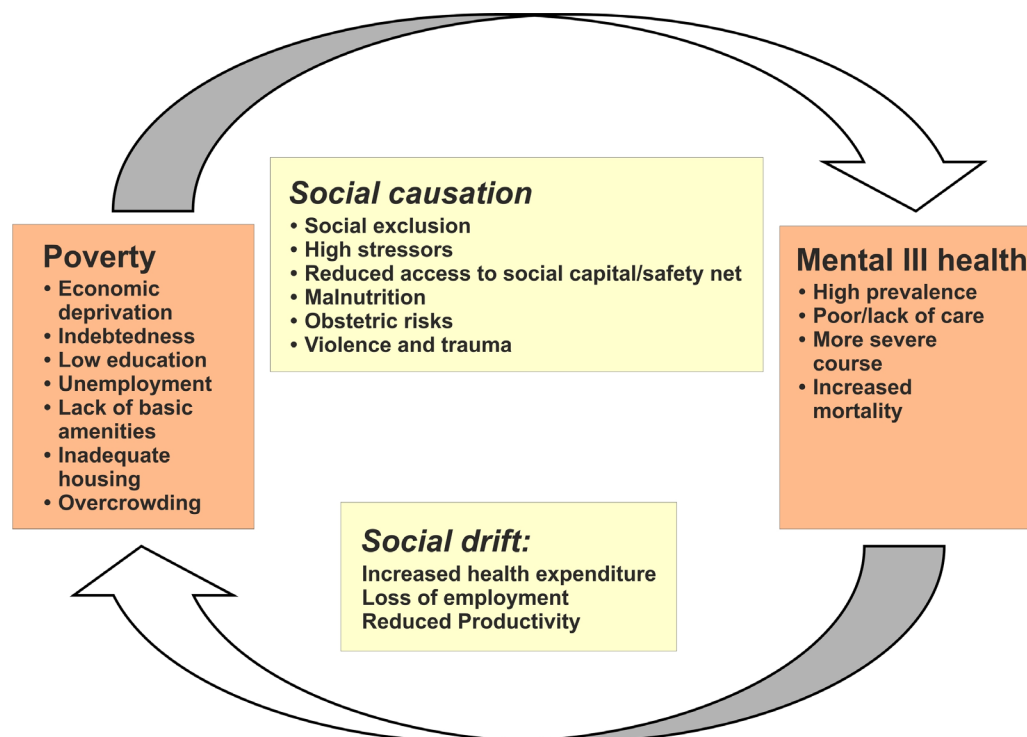 Social causation
• Social exclusion
• High stressors
• Reduced access to social capital/safety net
• Malnutrition
• Obstetric risks
• Violence and trauma
Poverty
• Economic
deprivation
• Indebtedness
• Low education
• Unemployment
• Lack of basic
amenities
• Inadequate
housing
• Overcrowding
Mental Ill health
• High prevalence
• Poor/lack of care
• More severe
course
• Increased
mortality
Social drift:
Increased health expenditure
Loss of employment
Reduced Productivity